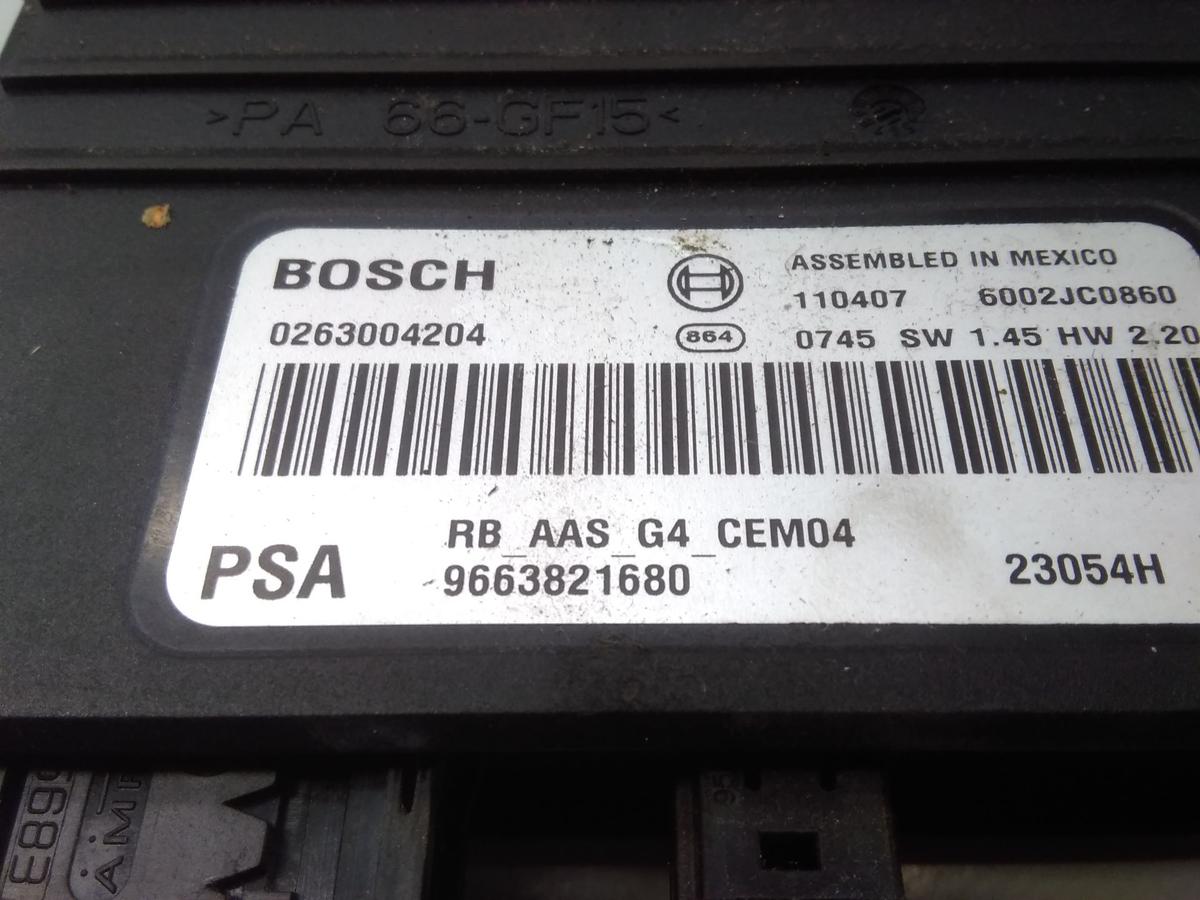 >PA 66-GF15<
BOSCH
ASSEMBLED IN MEXICO
110407 6002JC0860
0263004204
864
0745 SW 1.45 HW 2.20
RB_AAS_G4_CEM04
PSA
9663821680
23054H